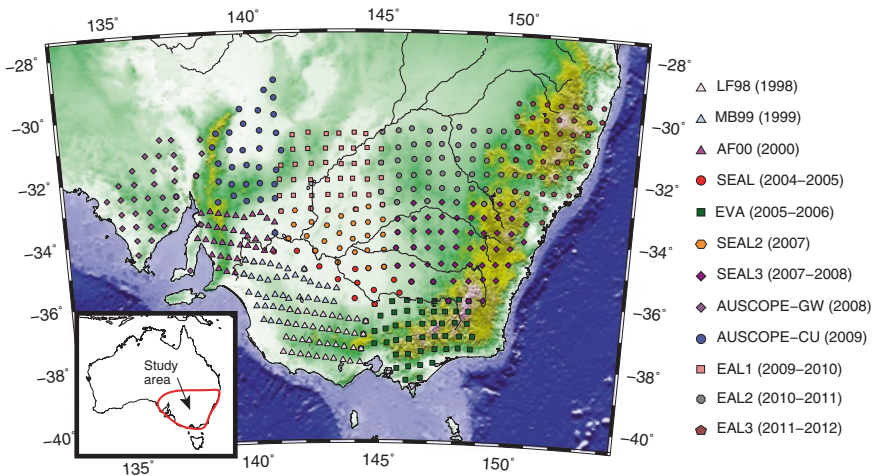 135° 140° 145° 150°
−28° −28°
−30° −30°
−32° −32°
−34° −34°
−36° −36°
−38° −38°
−40° −40°
135° 140° 145° 150°
Study
area
LF98 (1998)
MB99 (1999)
AF00 (2000)
SEAL (2004−2005)
EVA (2005−2006)
SEAL2 (2007)
SEAL3 (2007−2008)
AUSCOPE−GW (2008)
AUSCOPE−CU (2009)
EAL1 (2009−2010)
EAL2 (2010−2011)
EAL3 (2011−2012)